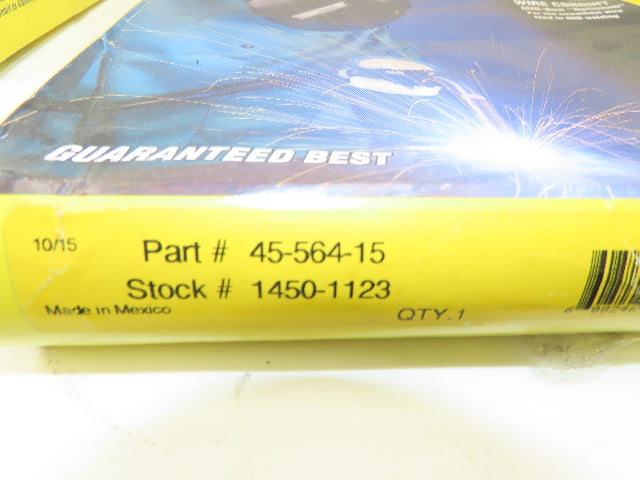 WIRE CONDUIT
GUARANTEED BEST
10/15
Part # 45-564-15
Stock # 1450-1123
Made in Mexico
QTY.1